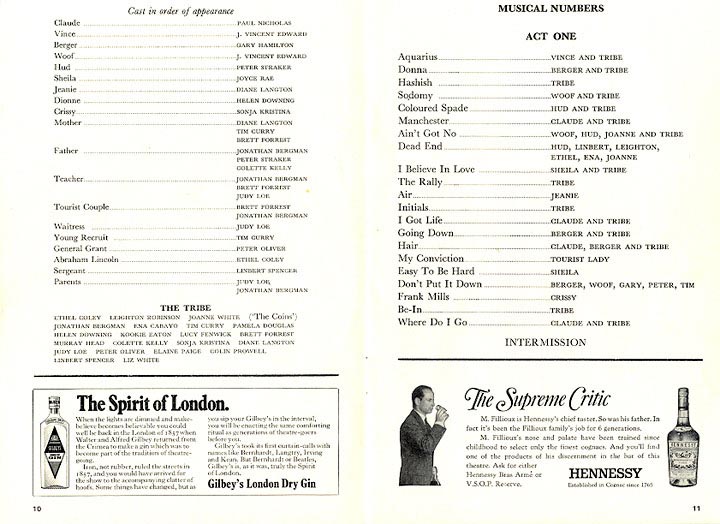 Cast in order of appearance
Claude ........ PAUL NICHOLAS
Vince ........ J. VINCENT EDWARD
Berger ........ GARY HAMILTON
Woof ........ J. VINCENT EDWARD
Hud ........ PETER STRAKER
Sheila ........ JOYCE RAE
Jeanie ........ DIANE LANGTON
Dionne ........ HELEN DOWNING
Crissy ........ SONJA KRISTINA
Mother ........ DIANE LANGTON
TIM CURRY
BRETT FORREST
Father ........ JONATHAN BERGMAN
PETER STRAKER
COLETTE KELLY
Teacher ........ JONATHAN BERGMAN
BRETT FORREST
JUDY LOE
Tourist Couple ........ BRETT FORREST
JONATHAN BERGMAN
Waitress ........ JUDY LOE
Young Recruit ........ TIM CURRY
General Grant ........ PETER OLIVER
Abraham Lincoln ........ ETHEL COLEY
Sergeant ........ LINBERT SPENCER
Parents ........ JUDY LOE,
JONATHAN BERGMAN
THE TRIBE
ETHEL COLEY LEIGHTON ROBINSON JOANNE WHITE ('The Coins')
JONATHAN BERGMAN ENA CABAYO TIM CURRY PAMELA DOUGLAS
HELEN DOWNING KOOKIE EATON LUCY FENWICK BRETT FORREST
MURRAY HEAD COLETTE KELLY SONJA KRISTINA DIANE LANGTON
JUDY LOE PETER OLIVER ELAINE PAIGE COLIN PROWELL
LINBERT SPENCER LIZ WHITE
The Spirit of London.
When the lights are dimmed and make-
believe becomes believable you could
well be back in the London of 1857 when
Walter and Alfred Gilbey returned from
the Crimea to make a gin which was to
become part of the tradition of theatre-
going.
Iron, not rubber, ruled the streets in
1857, and you would have arrived for
the show to the accompanying clatter of
hoofs. Some things have changed, but as
you sip your Gilbey's in the interval,
you will be enacting the same comforting
ritual as generations of theatre-goers
before you.
Gilbey's took its first curtain-calls with
names like Bernhardt, Langtry, Irving
and Kean. But Bernhardt or Beatles,
Gilbey's is, as it was, truly the Spirit
of London.
Gilbey's London Dry Gin
10
MUSICAL NUMBERS
ACT ONE
Aquarius ........ VINCE AND TRIBE
Donna ........ BERGER AND TRIBE
Hashish ........ TRIBE
Sodomy ........ WOOF AND TRIBE
Coloured Spade ........ HUD AND TRIBE
Manchester ........ CLAUDE AND TRIBE
Ain't Got No ........ WOOF, HUD, JOANNE AND TRIBE
Dead End ........ HUD, LINBERT, LEIGHTON,
ETHEL, ENA, JOANNE
I Believe In Love ........ SHEILA AND TRIBE
The Rally ........ TRIBE
Air ........ JEANIE
Initials ........ TRIBE
I Got Life ........ CLAUDE AND TRIBE
Going Down ........ BERGER AND TRIBE
Hair ........ CLAUDE, BERGER AND TRIBE
My Conviction ........ TOURIST LADY
Easy To Be Hard ........ SHEILA
Don't Put It Down ........ BERGER, WOOF, GARY, PETER, TIM
Frank Mills ........ CRISSY
Be-In ........ TRIBE
Where Do I Go ........ CLAUDE AND TRIBE
INTERMISSION
The Supreme Critic
M. Fillioux is Hennessy's chief taster. So was his father. In
fact it's been the Fillioux family's job for 6 generations.
M. Fillioux's nose and palate have been trained since
childhood to select only the finest cognacs. And you'll find
one of the products of his discernment in the bar of this
theatre. Ask for either
Hennessy Bras Armé or
V.S.O.P. Reserve.
HENNESSY
Established in Cognac since 1765
HENNESSY
11